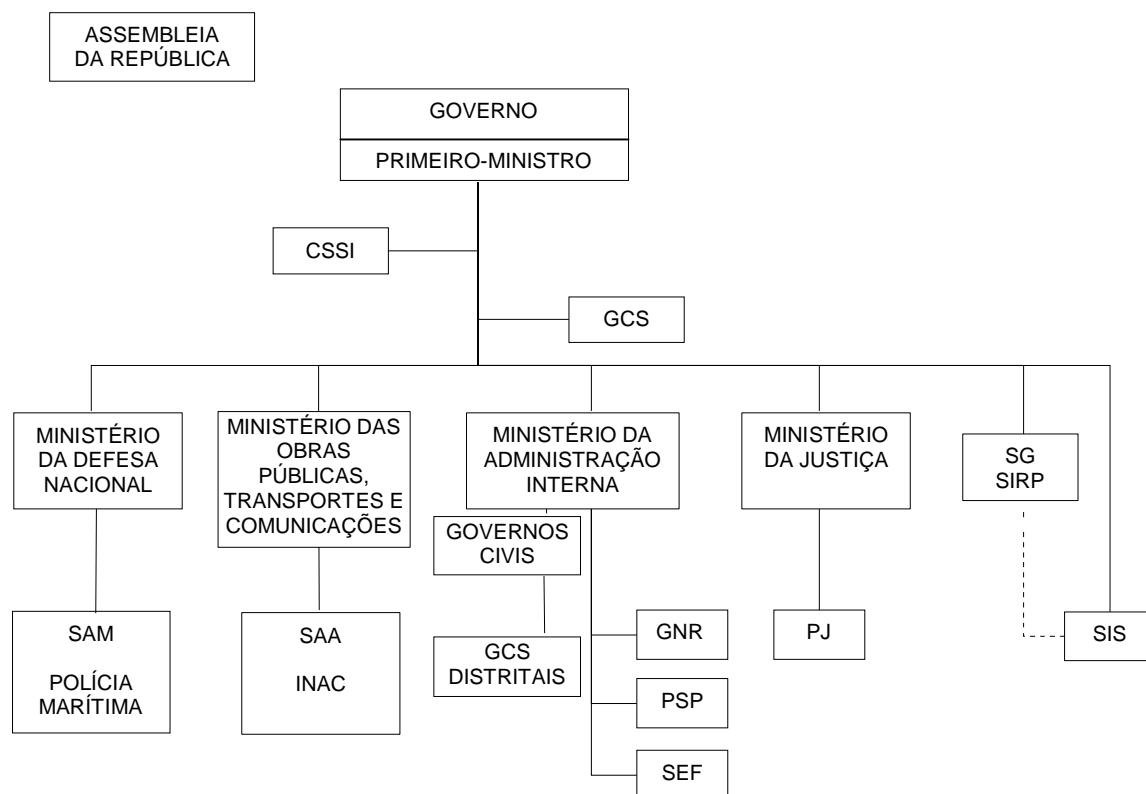 ASSEMBLEIA
DA REPÚBLICA
GOVERNO
PRIMEIRO-MINISTRO
CSSI
GCS
MINISTÉRIO
DA DEFESA
NACIONAL
MINISTÉRIO DAS
OBRAS
PÚBLICAS,
TRANSPORTES E
COMUNICAÇÕES
MINISTÉRIO DA
ADMINISTRAÇÃO
INTERNA
MINISTÉRIO
DA JUSTIÇA
SG
SIRP
GOVERNOS
CIVIS
SAM
POLÍCIA
MARÍTIMA
SAA
INAC
GCS
DISTRITAIS
GNR
PSP
SEF
PJ
SIS